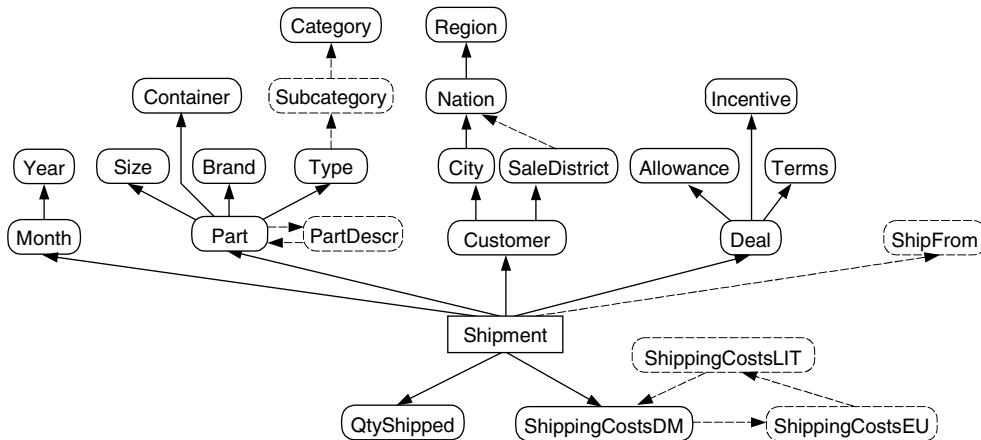 Category
Region
Container
Subcategory
Nation
Incentive
Year
Size
Brand
Type
City
SaleDistrict
Allowance
Terms
Month
Part
PartDescr
Customer
Deal
ShipFrom
Shipment
ShippingCostsLIT
QtyShipped
ShippingCostsDM
ShippingCostsEU